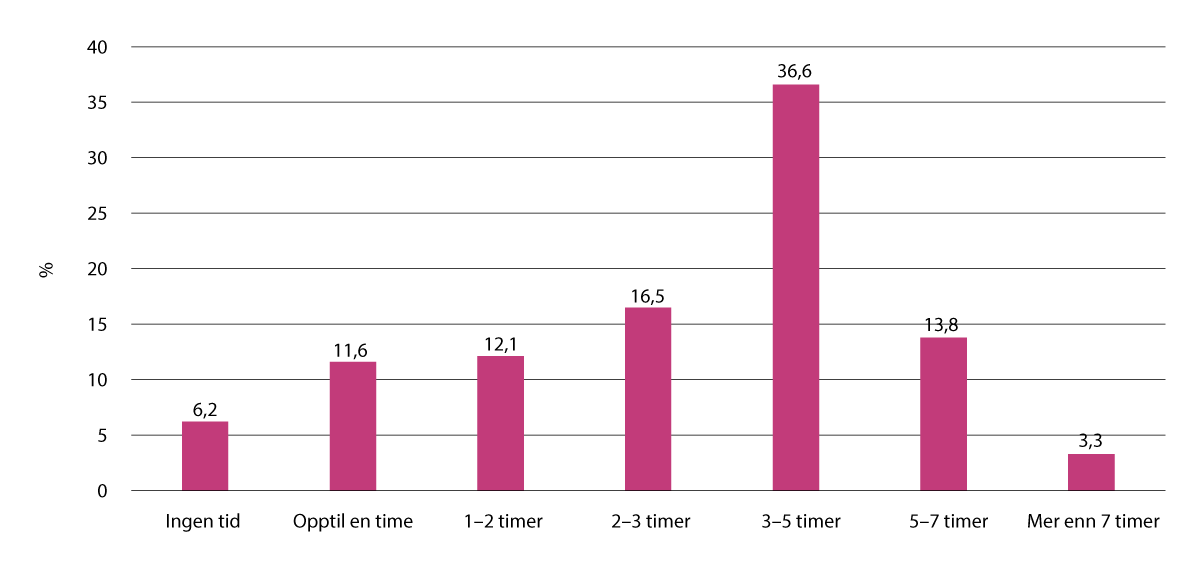 40
36,6
35
30
25
%
20
16,5
15
13,8
12,1
11,6
10
6,2
5
3,3
0
Ingen tid
Opptil en time
1–2 timer
2–3 timer
3–5 timer
5–7 timer
Mer enn 7 timer